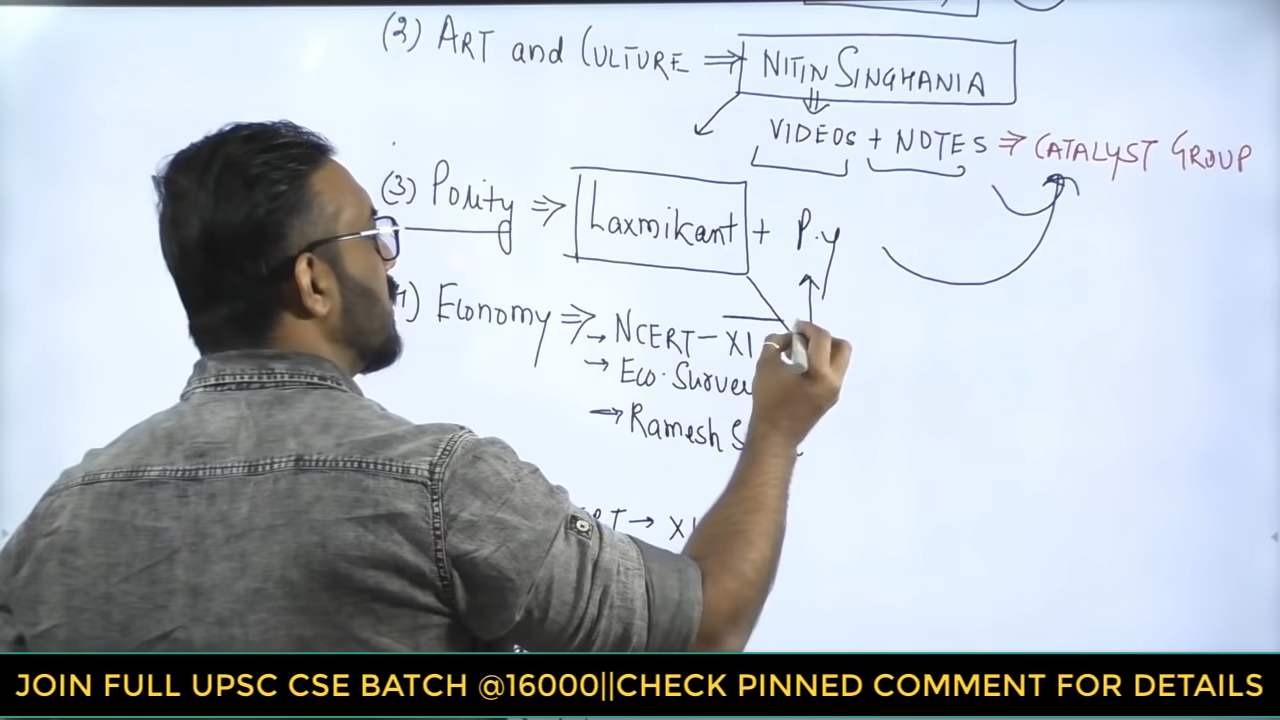 (2) ART and CULTURE ⇒ NITIN SINGHANIA
VIDEOS + NOTES ⇒ CATALYST GROUP
(3) Polity ⇒ Laxmikant + P.y
) Economy ⇒ → NCERT - XI
→ Eco. Survey
→ Ramesh S
→ XI
JOIN FULL UPSC CSE BATCH @16000||CHECK PINNED COMMENT FOR DETAILS